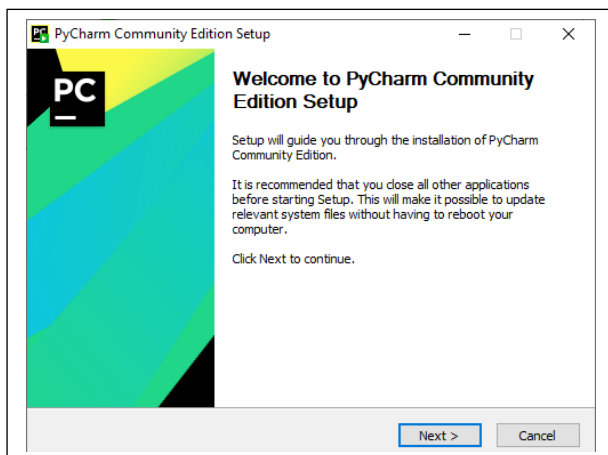 PyCharm Community Edition Setup
PC
Welcome to PyCharm Community
Edition Setup
Setup will guide you through the installation of PyCharm
Community Edition.
It is recommended that you close all other applications
before starting Setup. This will make it possible to update
relevant system files without having to reboot your
computer.
Click Next to continue.
Next >
Cancel